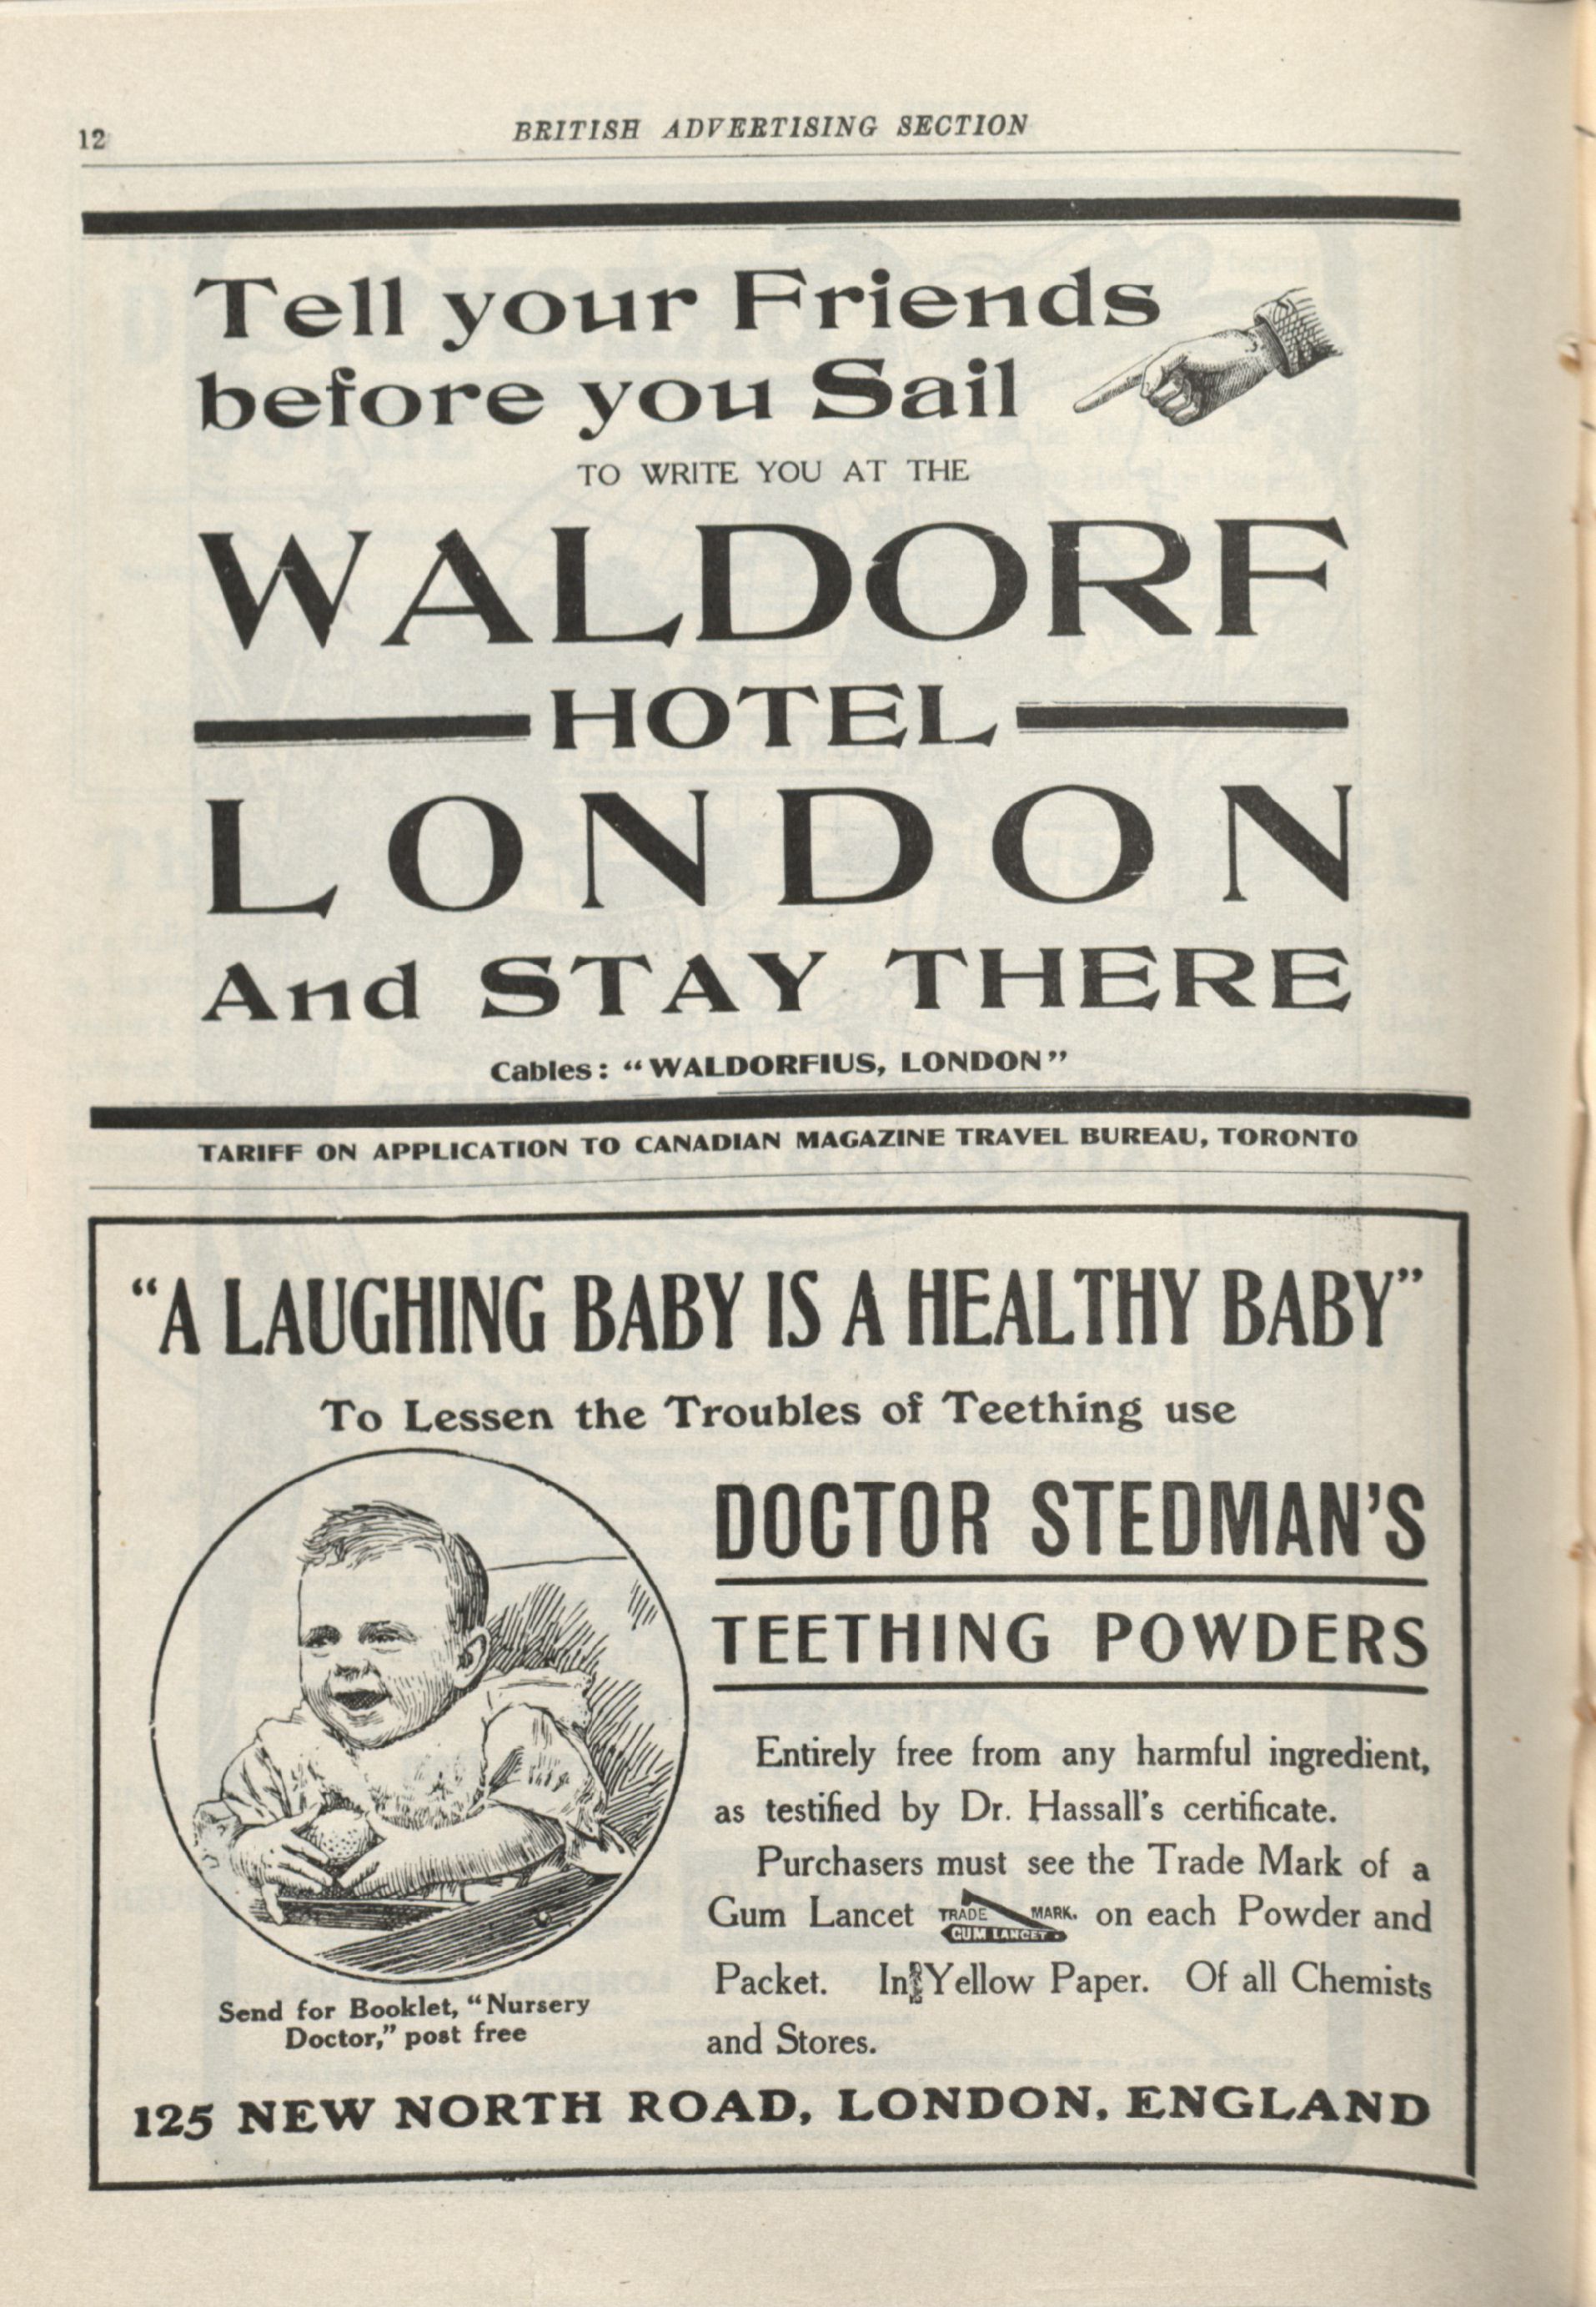 12
BRITISH ADVERTISING SECTION
Tell your Friends
before you Sail
TO WRITE YOU AT THE
WALDORF
HOTEL
LONDON
And STAY THERE
Cables: “WALDORFIUS, LONDON”
TARIFF ON APPLICATION TO CANADIAN MAGAZINE TRAVEL BUREAU, TORONTO
“A LAUGHING BABY IS A HEALTHY BABY”
To Lessen the Troubles of Teething use
DOCTOR STEDMAN'S
TEETHING POWDERS
Entirely free from any harmful ingredient,
as testified by Dr. Hassall's certificate.
Purchasers must see the Trade Mark of a
Gum Lancet TRADE MARK. on each Powder and
GUM LANCET
Packet. In Yellow Paper. Of all Chemists
and Stores.
Send for Booklet, “Nursery
Doctor,” post free
125 NEW NORTH ROAD, LONDON, ENGLAND